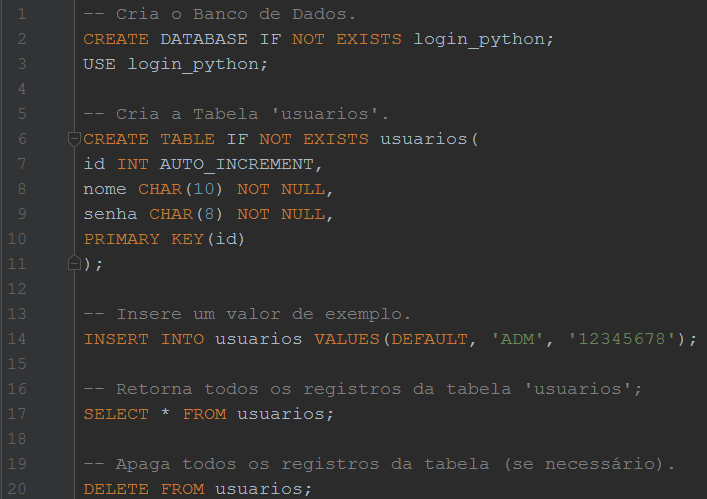 1 -- Cria o Banco de Dados.
2 CREATE DATABASE IF NOT EXISTS login_python;
3 USE login_python;
4
5 -- Cria a Tabela 'usuarios'.
6 CREATE TABLE IF NOT EXISTS usuarios(
7 id INT AUTO_INCREMENT,
8 nome CHAR(10) NOT NULL,
9 senha CHAR(8) NOT NULL,
10 PRIMARY KEY(id)
11 );
12
13 -- Insere um valor de exemplo.
14 INSERT INTO usuarios VALUES(DEFAULT, 'ADM', '12345678');
15
16 -- Retorna todos os registros da tabela 'usuarios';
17 SELECT * FROM usuarios;
18
19 -- Apaga todos os registros da tabela (se necessário).
20 DELETE FROM usuarios;